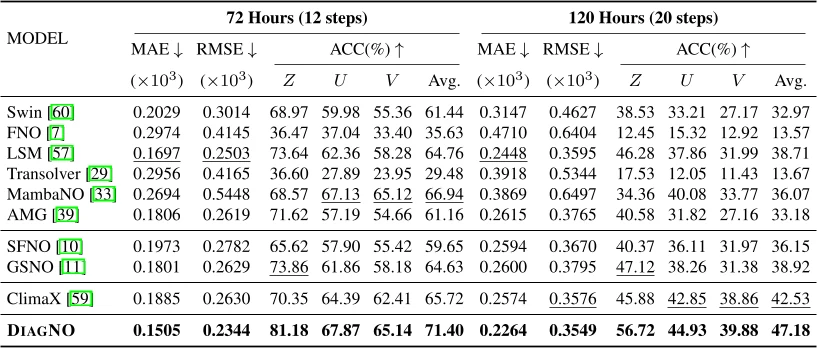 MODEL 72 Hours (12 steps) 120 Hours (20 steps)
MAE ↓ RMSE ↓ ACC(%) ↑ MAE ↓ RMSE ↓ ACC(%) ↑
(×10³) (×10³) Z U V Avg. (×10³) (×10³) Z U V Avg.
Swin [60] 0.2029 0.3014 68.97 59.98 55.36 61.44 0.3147 0.4627 38.53 33.21 27.17 32.97
FNO [7] 0.2974 0.4145 36.47 37.04 33.40 35.63 0.4710 0.6404 12.45 15.32 12.92 13.57
LSM [57] 0.1697 0.2503 73.64 62.36 58.28 64.76 0.2448 0.3595 46.28 37.86 31.99 38.71
Transolver [29] 0.2956 0.4165 36.60 27.89 23.95 29.48 0.3918 0.5344 17.53 12.05 11.43 13.67
MambaNO [33] 0.2694 0.5448 68.57 67.13 65.12 66.94 0.3869 0.6497 34.36 40.08 33.77 36.07
AMG [39] 0.1806 0.2619 71.62 57.19 54.66 61.16 0.2615 0.3765 40.58 31.82 27.16 33.18
SFNO [10] 0.1973 0.2782 65.62 57.90 55.42 59.65 0.2594 0.3670 40.37 36.11 31.97 36.15
GSNO [11] 0.1801 0.2629 73.86 61.86 58.18 64.63 0.2600 0.3795 47.12 38.26 31.38 38.92
ClimaX [59] 0.1885 0.2630 70.35 64.39 62.41 65.72 0.2574 0.3576 45.88 42.85 38.86 42.53
DIAGNO 0.1505 0.2344 81.18 67.87 65.14 71.40 0.2264 0.3549 56.72 44.93 39.88 47.18